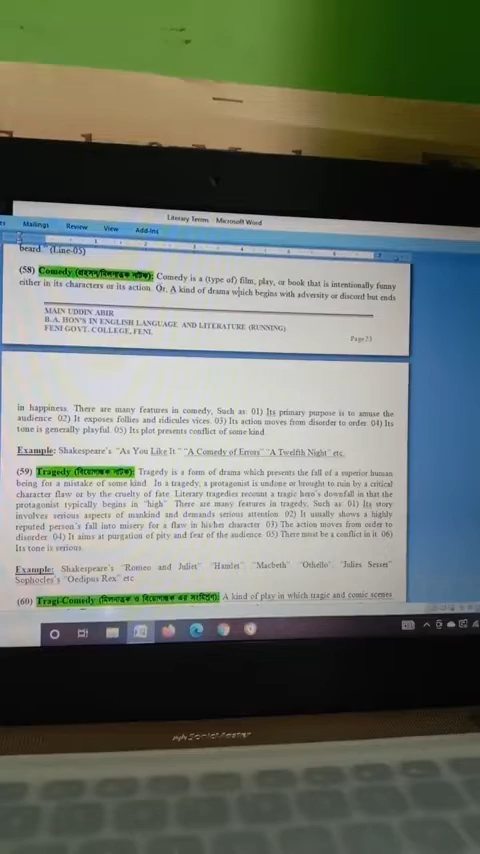 Literary Terms - Microsoft Word
Mailings Review View Add-Ins
beard." (Line-05)
(58) Comedy (প্রহসন/মিলনাত্মক নাটক): Comedy is a (type of) film, play, or book that is intentionally funny
either in its characters or its action. Or, A kind of drama which begins with adversity or discord but ends
MAIN UDDIN ABIR
B.A. HON'S IN ENGLISH LANGUAGE AND LITERATURE (RUNNING)
FENI GOVT. COLLEGE, FENI.
Page23
in happiness. There are many features in comedy, Such as: 01) Its primary purpose is to amuse the
audience 02) It exposes follies and ridicules vices. 03) Its action moves from disorder to order 04) Its
tone is generally playful. 05) Its plot presents conflict of some kind.
Example: Shakespeare's "As You Like It" "A Comedy of Errors" "A Twelfth Night" etc.
(59) Tragedy (বিয়োগাত্মক নাটক): Tragedy is a form of drama which presents the fall of a superior human
being for a mistake of some kind. In a tragedy, a protagonist is undone or brought to ruin by a critical
character flaw or by the cruelty of fate. Literary tragedies recount a tragic hero's downfall in that the
protagonist typically begins in "high" There are many features in tragedy, Such as: 01) Its story
involves serious aspects of mankind and demands serious attention 02) It usually shows a highly
reputed person's fall into misery for a flaw in his/her character 03) The action moves from order to
disorder 04) It aims at purgation of pity and fear of the audience 05) There must be a conflict in it 06)
Its tone is serious.
Example: Shakespeare's "Romeo and Juliet" "Hamlet" "Macbeth" "Othello" "Julies Sesser"
Sophocles's "Oedipus Rex" etc
(60) Tragi-Comedy (মিলনাত্মক ও বিয়োগাত্মক এর সংমিশ্রণ): A kind of play in which tragic and comic scenes